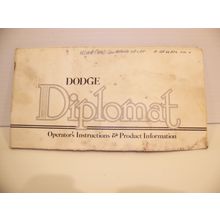 DODGE
Diplomat
Operator's Instructions & Product Information